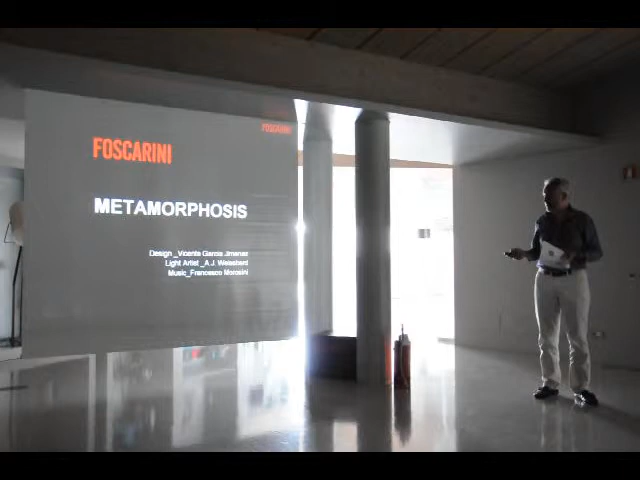 FOSCARINI
FOSCARINI
METAMORPHOSIS
Design _Vicente Garcia Jimenez
Light Artist _A.J. Weissbard
Music_Francesco Morosini